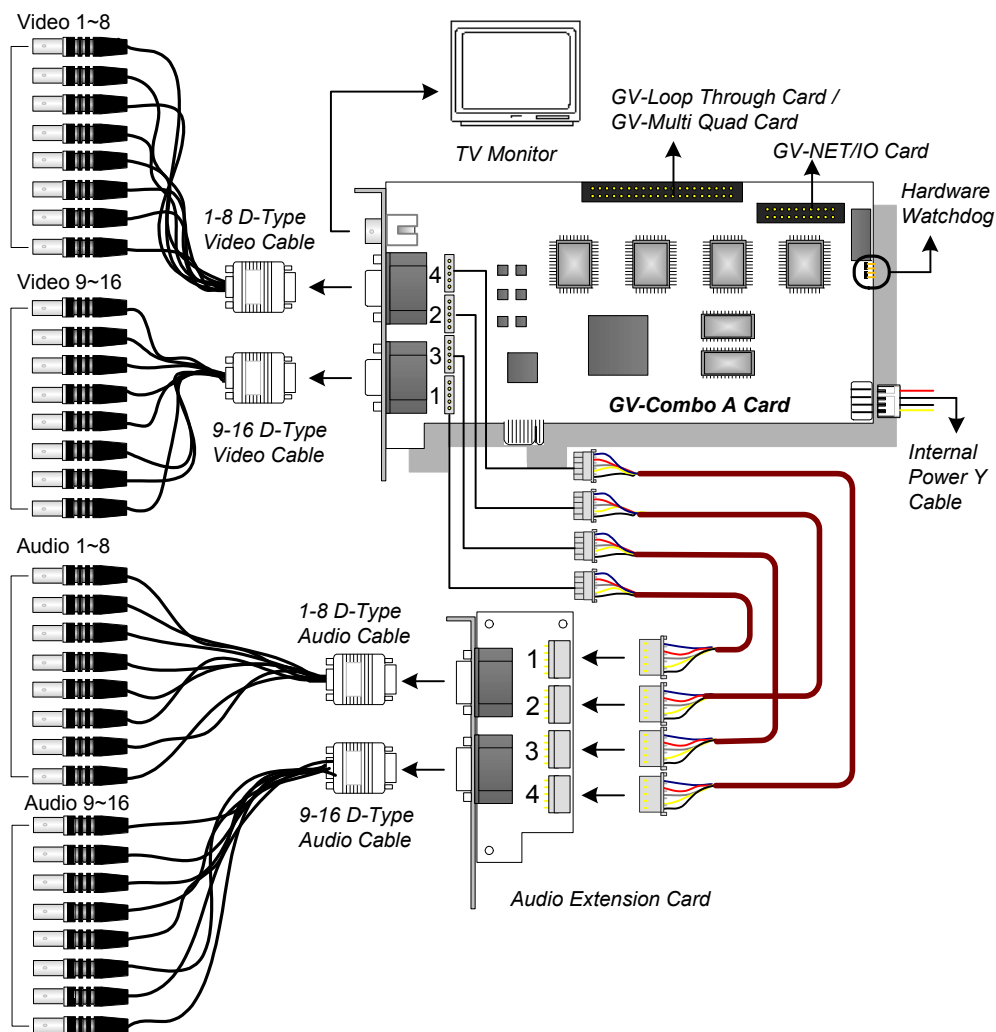 Video 1~8
TV Monitor
GV-Loop Through Card /
GV-Multi Quad Card
GV-NET/IO Card
Hardware
Watchdog
1-8 D-Type
Video Cable
Video 9~16
9-16 D-Type
Video Cable
4
2
3
1
GV-Combo A Card
Internal
Power Y
Cable
Audio 1~8
1-8 D-Type
Audio Cable
1
2
3
4
Audio 9~16
9-16 D-Type
Audio Cable
Audio Extension Card